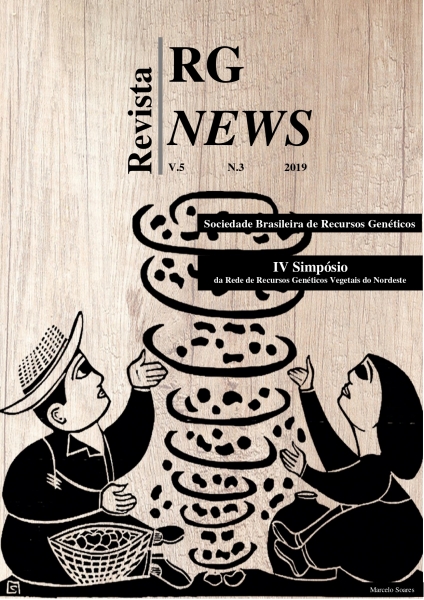 Revista
RG
NEWS
V.5 N.3 2019
Sociedade Brasileira de Recursos Genéticos
IV Simpósio
da Rede de Recursos Genéticos Vegetais do Nordeste
Marcelo Soares